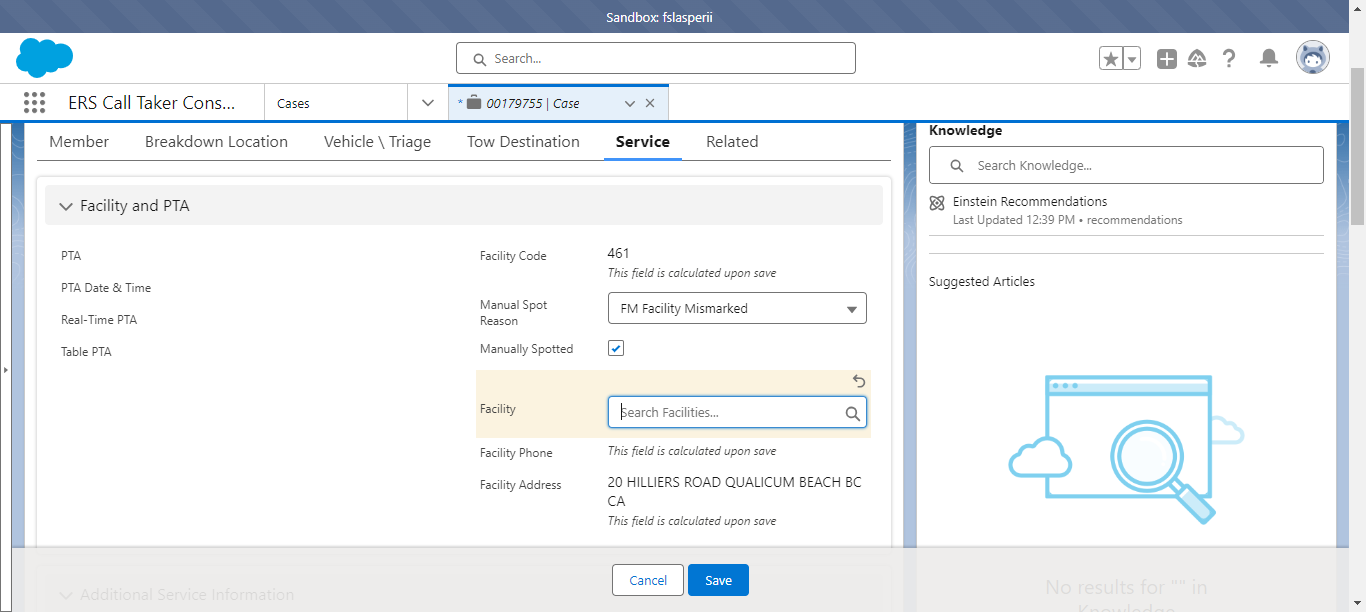 Sandbox: fslasperii
Search...
ERS Call Taker Cons...
Cases
* 00179755 | Case
Member
Breakdown Location
Vehicle \ Triage
Tow Destination
Service
Related
Facility and PTA
PTA
PTA Date & Time
Real-Time PTA
Table PTA
Facility Code
461
This field is calculated upon save
Manual Spot
Reason
FM Facility Mismarked
Manually Spotted
Facility
Search Facilities...
Facility Phone
This field is calculated upon save
Facility Address
20 HILLIERS ROAD QUALICUM BEACH BC
CA
This field is calculated upon save
Additional Service Information
Cancel
Save
Knowledge
Search Knowledge...
Einstein Recommendations
Last Updated 12:39 PM • recommendations
Suggested Articles
No results for "" in
Knowledge